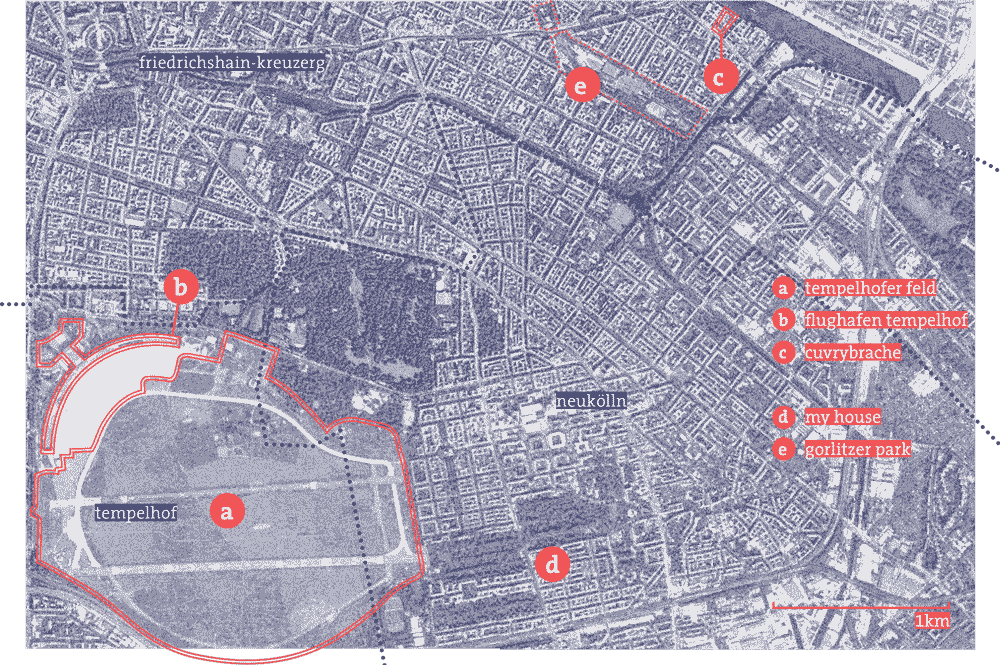 friedrichshain-kreuzerg
e
c
b
a tempelhofer feld
b flughafen tempelhof
c cuvrybrache
neukölln
d my house
e gorlitzer park
tempelhof
a
d
1km